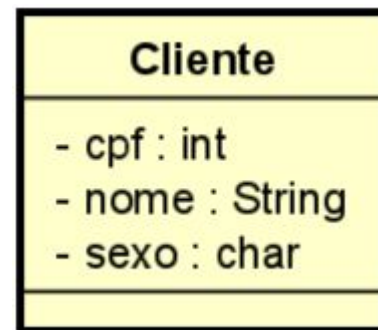 Cliente
- cpf : int
- nome : String
- sexo : char